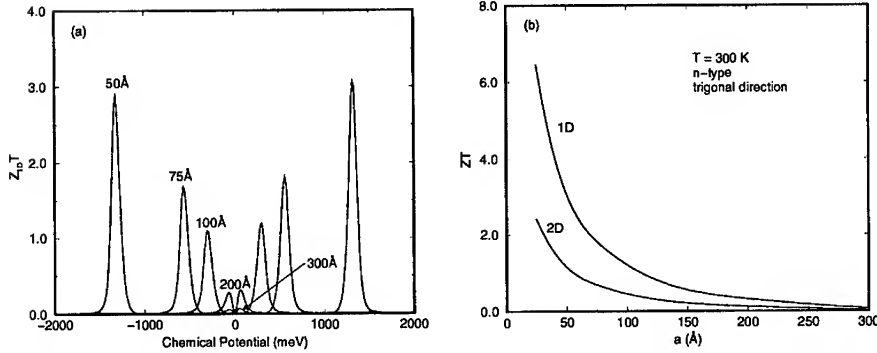 (a)
4.0
3.0
2.0
1.0
0.0
Z1DT
50Å
75Å
100Å
200Å
300Å
−2000
−1000
0
1000
2000
Chemical Potential (meV)
(b)
8.0
6.0
4.0
2.0
0.0
ZT
T = 300 K
n−type
trigonal direction
1D
2D
0
50
100
150
200
250
300
a (Å)